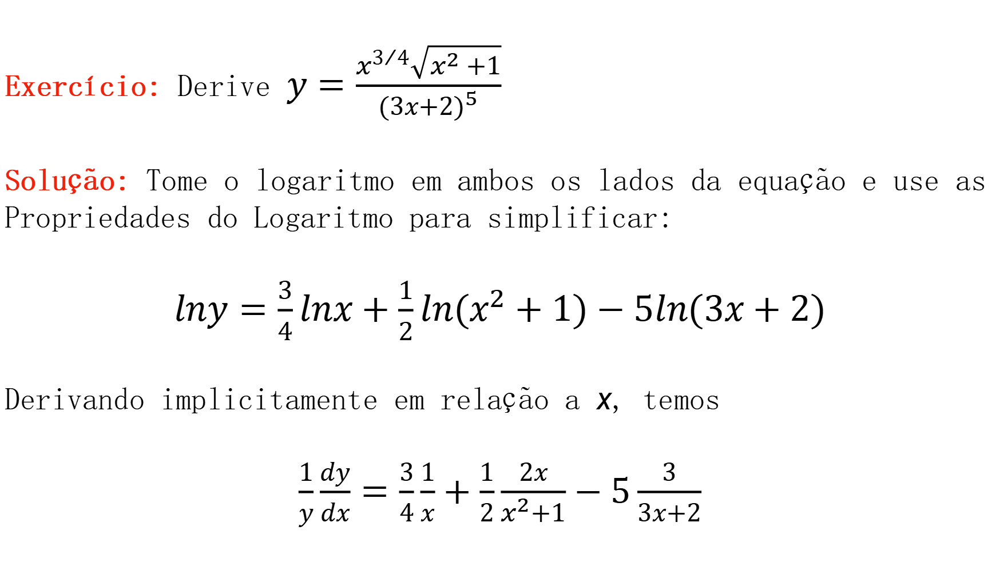 Exercício: Derive $y = \frac{x^{3/4}\sqrt{x^2+1}}{(3x+2)^5}$
Solução: Tome o logaritmo em ambos os lados da equação e use as
Propriedades do Logaritmo para simplificar:
$lny = \frac{3}{4}lnx + \frac{1}{2}ln(x^2 + 1) - 5ln(3x + 2)$
Derivando implicitamente em relação a x, temos
$\frac{1}{y}\frac{dy}{dx} = \frac{3}{4}\frac{1}{x} + \frac{1}{2}\frac{2x}{x^2+1} - 5\frac{3}{3x+2}$